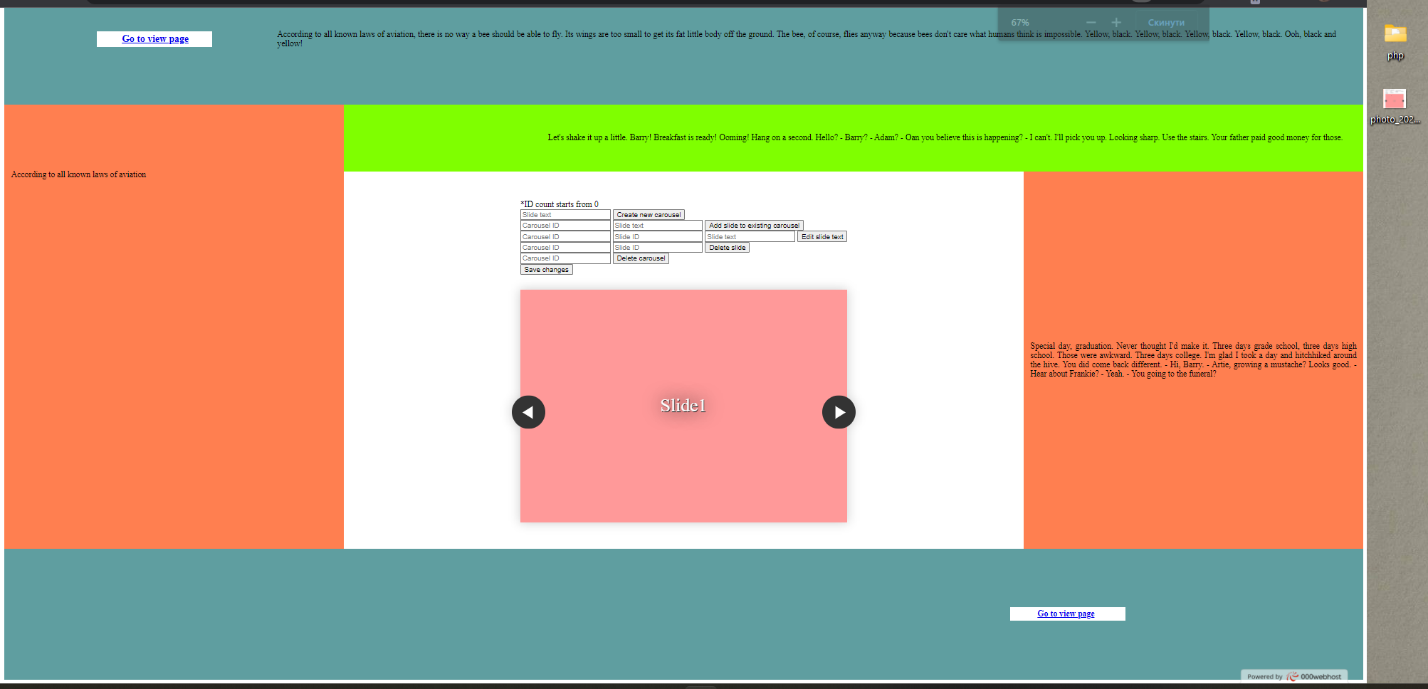 67%
Скинути
Go to view page
According to all known laws of aviation, there is no way a bee should be able to fly. Its wings are too small to get its fat little body off the ground. The bee, of course, flies anyway because bees don't care what humans think is impossible. Yellow, black. Yellow, black. Yellow, black. Yellow, black. Ooh, black and
yellow!
php
photo_202...
Let's shake it up a little. Barry! Breakfast is ready! Ooming! Hang on a second. Hello? - Barry? - Adam? - Oan you believe this is happening? - I can't. I'll pick you up. Looking sharp. Use the stairs. Your father paid good money for those.
According to all known laws of aviation
*ID count starts from 0
Slide text
Create new carousel
Carousel ID
Slide text
Add slide to existing carousel
Carousel ID
Slide ID
Slide text
Edit slide text
Carousel ID
Slide ID
Delete slide
Carousel ID
Delete carousel
Save changes
Slide1
Special day, graduation. Never thought I'd make it. Three days grade school, three days high
school. Those were awkward. Three days college. I'm glad I took a day and hitchhiked around
the hive. You did come back different. - Hi, Barry. - Artie, growing a mustache? Looks good. -
Hear about Frankie? - Yeah. - You going to the funeral?
Go to view page
Powered by 000webhost